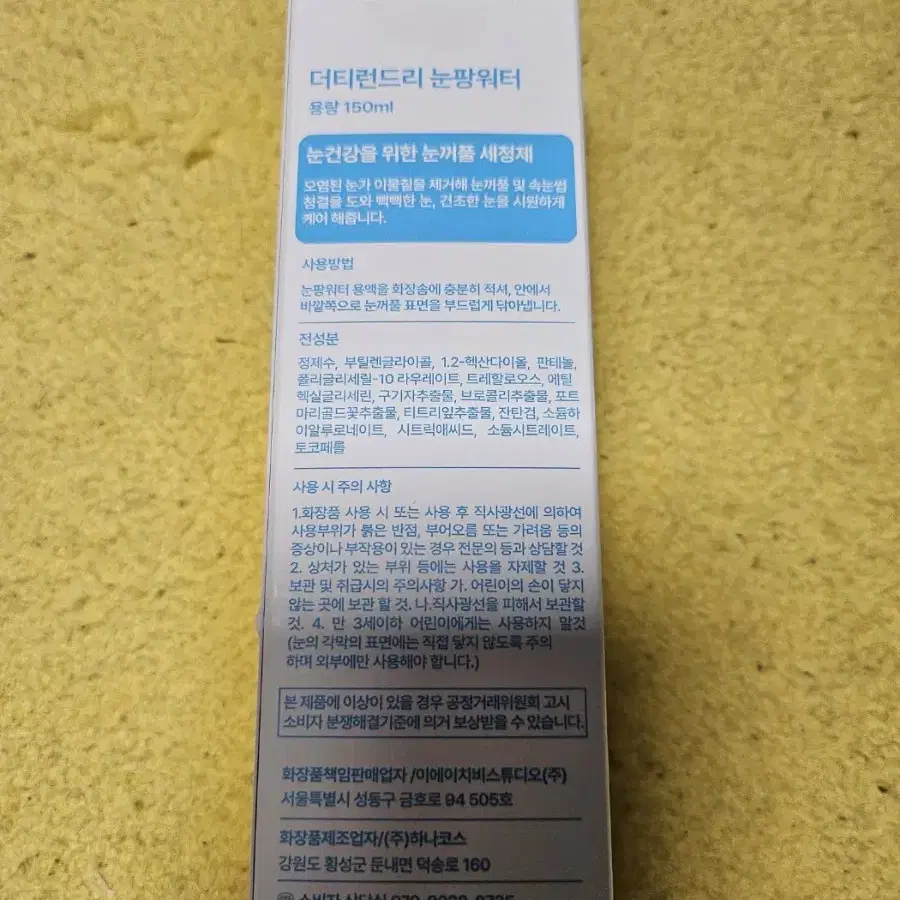 더티런드리 눈팡워터
용량 150ml
눈건강을 위한 눈꺼풀 세정제
오염된 눈가 이물질을 제거해 눈꺼풀 및 속눈썹
청결을 도와 뻑뻑한 눈, 건조한 눈을 시원하게
케어 해줍니다.
사용방법
눈팡워터 용액을 화장솜에 충분히 적셔, 안에서
바깥쪽으로 눈꺼풀 표면을 부드럽게 닦아냅니다.
전성분
정제수, 부틸렌글라이콜, 1.2-헥산다이올, 판테놀,
폴리글리세릴-10 라우레이트, 트레할로오스, 에틸
헥실글리세린, 구기자추출물, 브로콜리추출물, 포트
마리골드꽃추출물, 티트리잎추출물, 잔탄검, 소듐하
이알루로네이트, 시트릭애씨드, 소듐시트레이트,
토코페롤
사용 시 주의 사항
1.화장품 사용 시 또는 사용 후 직사광선에 의하여
사용부위가 붉은 반점, 부어오름 또는 가려움 등의
증상이나 부작용이 있는 경우 전문의 등과 상담할 것
2. 상처가 있는 부위 등에는 사용을 자제할 것 3.
보관 및 취급시의 주의사항 가. 어린이의 손이 닿지
않는 곳에 보관 할 것. 나.직사광선을 피해서 보관할
것. 4. 만 3세이하 어린이에게는 사용하지 말것
(눈의 각막의 표면에는 직접 닿지 않도록 주의
하며 외부에만 사용해야 합니다.)
본 제품에 이상이 있을 경우 공정거래위원회 고시
소비자 분쟁해결기준에 의거 보상받을 수 있습니다.
화장품책임판매업자 /이에이치비스튜디오(주)
서울특별시 성동구 금호로 94 505호
화장품제조업자/(주)하나코스
강원도 횡성군 둔내면 덕송로 160
소비자 상담실